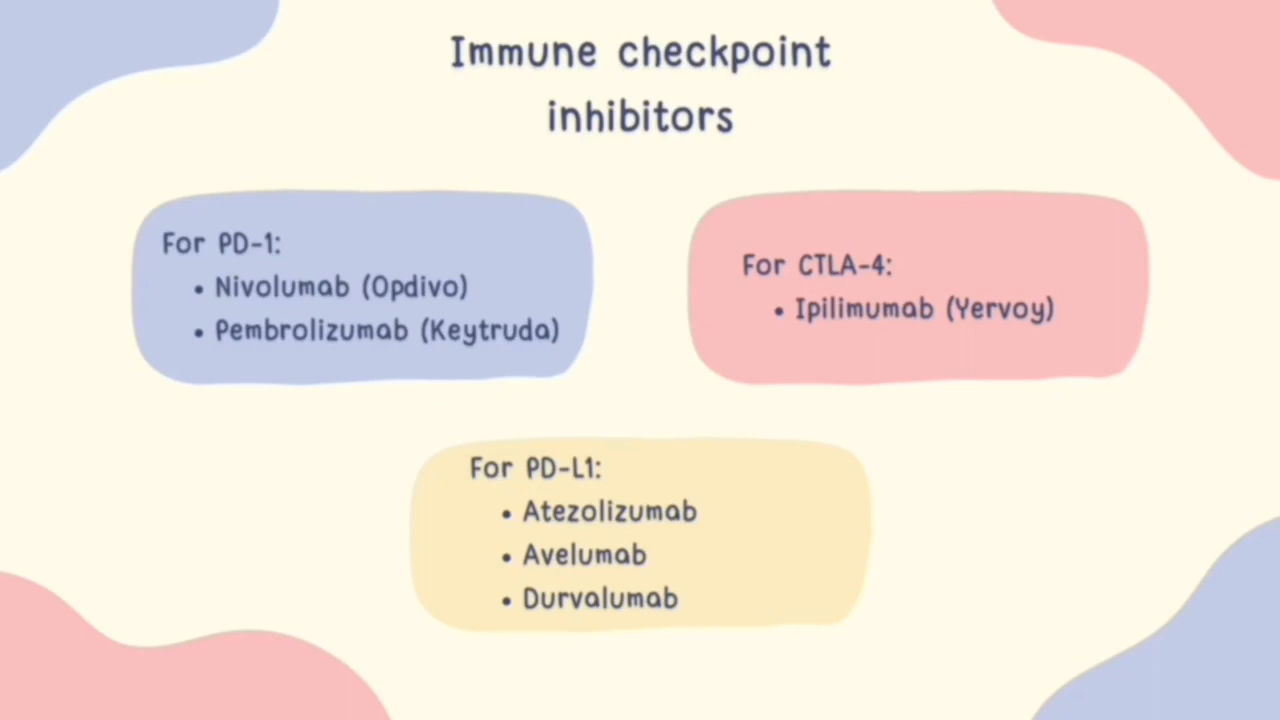 Immune checkpoint
inhibitors
For PD-1:
• Nivolumab (Opdivo)
• Pembrolizumab (Keytruda)
For CTLA-4:
• Ipilimumab (Yervoy)
For PD-L1:
• Atezolizumab
• Avelumab
• Durvalumab